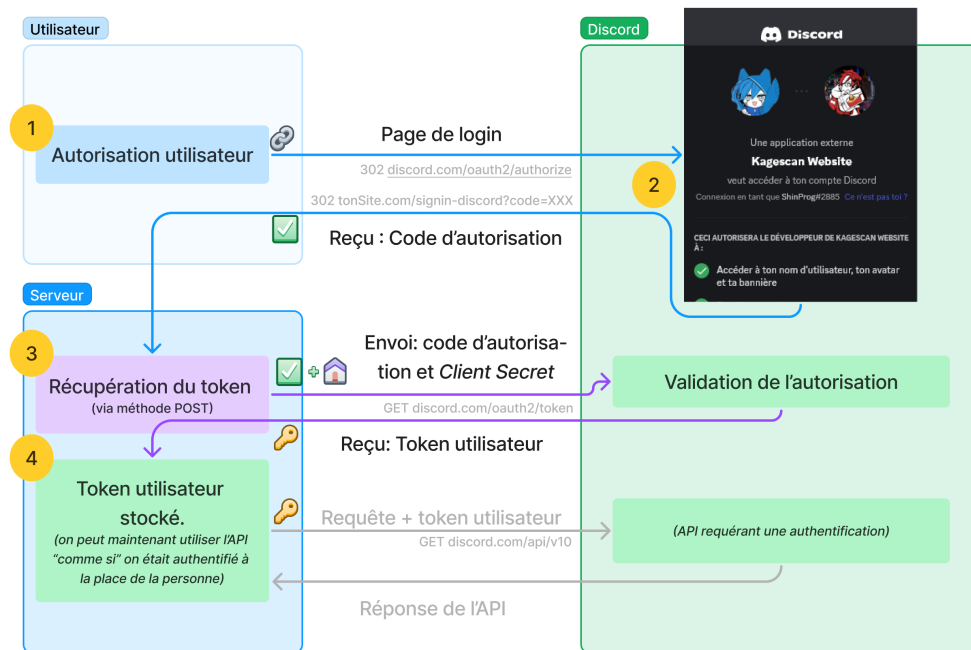 Utilisateur
Discord
Discord
1
Autorisation utilisateur
Page de login
302 discord.com/oauth2/authorize
2
Une application externe
Kagescan Website
veut accéder à ton compte Discord
Connexion en tant que ShinProg#2885 Ce n'est pas toi ?
302 tonSite.com/signin-discord?code=XXX
Reçu : Code d'autorisation
CECI AUTORISERA LE DÉVELOPPEUR DE KAGESCAN WEBSITE
À :
Accéder à ton nom d'utilisateur, ton avatar
et ta bannière
Serveur
3
Récupération du token
(via méthode POST)
Envoi: code d'autorisa-
tion et Client Secret
GET discord.com/oauth2/token
Validation de l'autorisation
Reçu: Token utilisateur
4
Token utilisateur
stocké.
(on peut maintenant utiliser l'API
“comme si” on était authentifié à
la place de la personne)
Requête + token utilisateur
GET discord.com/api/v10
(API requérant une authentification)
Réponse de l'API